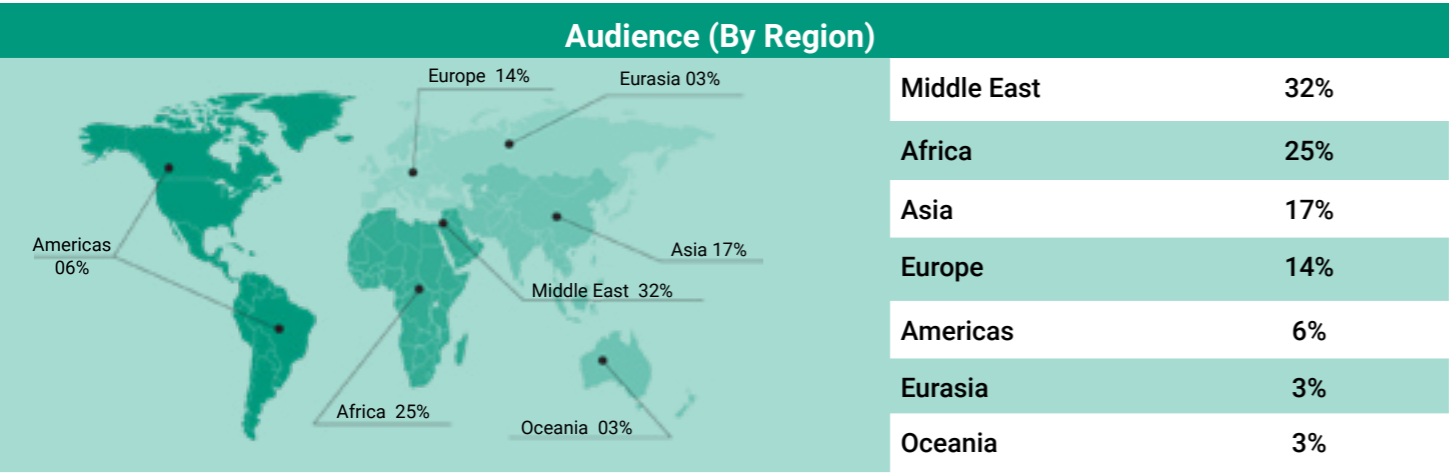 Audience (By Region)
Europe 14%
Eurasia 03%
Americas
06%
Asia 17%
Middle East 32%
Africa 25%
Oceania 03%
Middle East 32%
Africa 25%
Asia 17%
Europe 14%
Americas 6%
Eurasia 3%
Oceania 3%